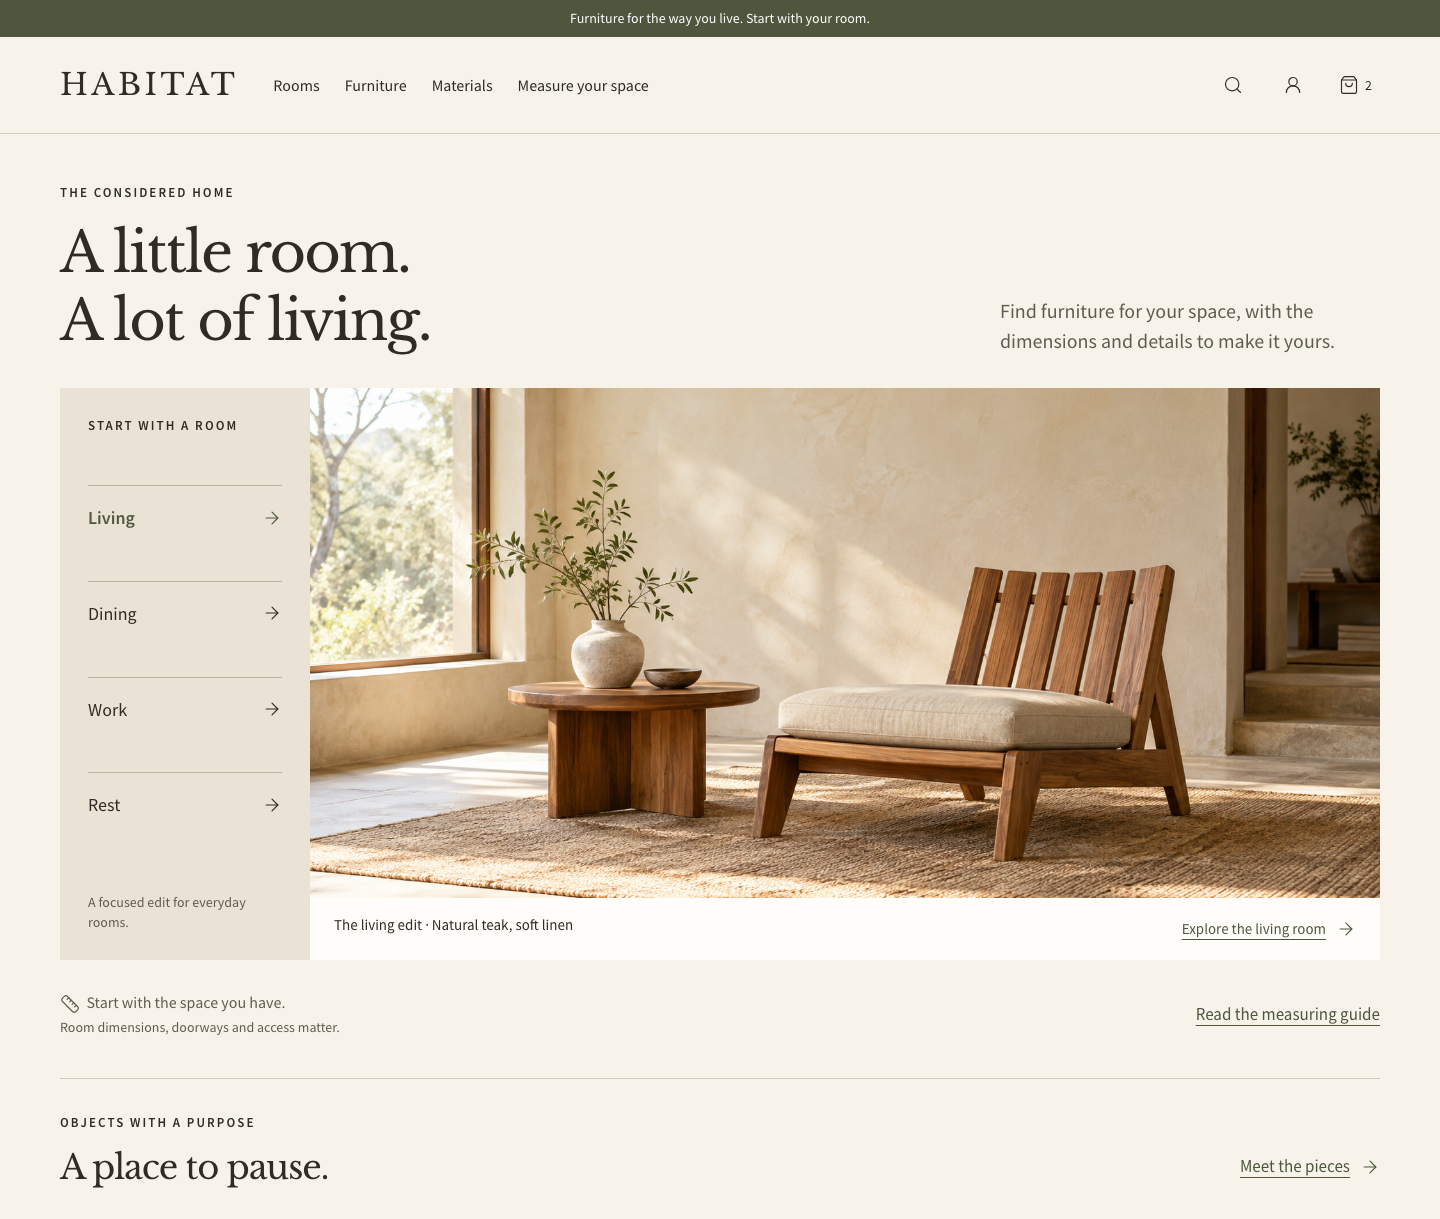 Furniture for the way you live. Start with your room.
HABITAT
Rooms
Furniture
Materials
Measure your space
2
THE CONSIDERED HOME
A little room.
A lot of living.
Find furniture for your space, with the
dimensions and details to make it yours.
START WITH A ROOM
Living
Dining
Work
Rest
A focused edit for everyday
rooms.
The living edit · Natural teak, soft linen
Explore the living room
Start with the space you have.
Room dimensions, doorways and access matter.
Read the measuring guide
OBJECTS WITH A PURPOSE
A place to pause.
Meet the pieces